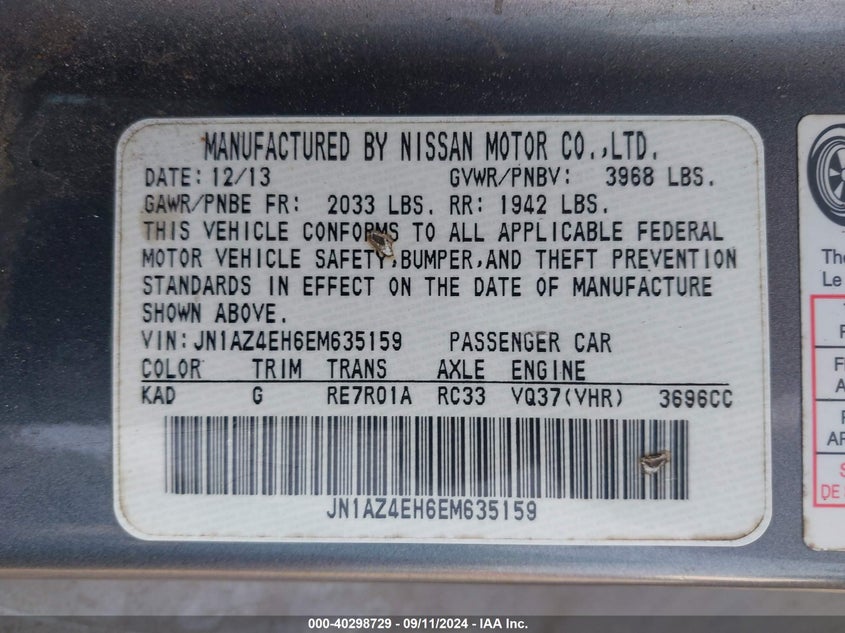 MANUFACTURED BY NISSAN MOTOR CO.,LTD.
DATE: 12/13 GVWR/PNBV: 3968 LBS.
GAWR/PNBE FR: 2033 LBS. RR: 1942 LBS.
THIS VEHICLE CONFORMS TO ALL APPLICABLE FEDERAL
MOTOR VEHICLE SAFETY,BUMPER,AND THEFT PREVENTION
STANDARDS IN EFFECT ON THE DATE OF MANUFACTURE
SHOWN ABOVE.
VIN: JN1AZ4EH6EM635159 PASSENGER CAR
COLOR TRIM TRANS AXLE ENGINE
KAD G RE7R01A RC33 VQ37(VHR) 3696CC
JN1AZ4EH6EM635159
The
Le
DE
000-40298729 - 09/11/2024 - IAA Inc.